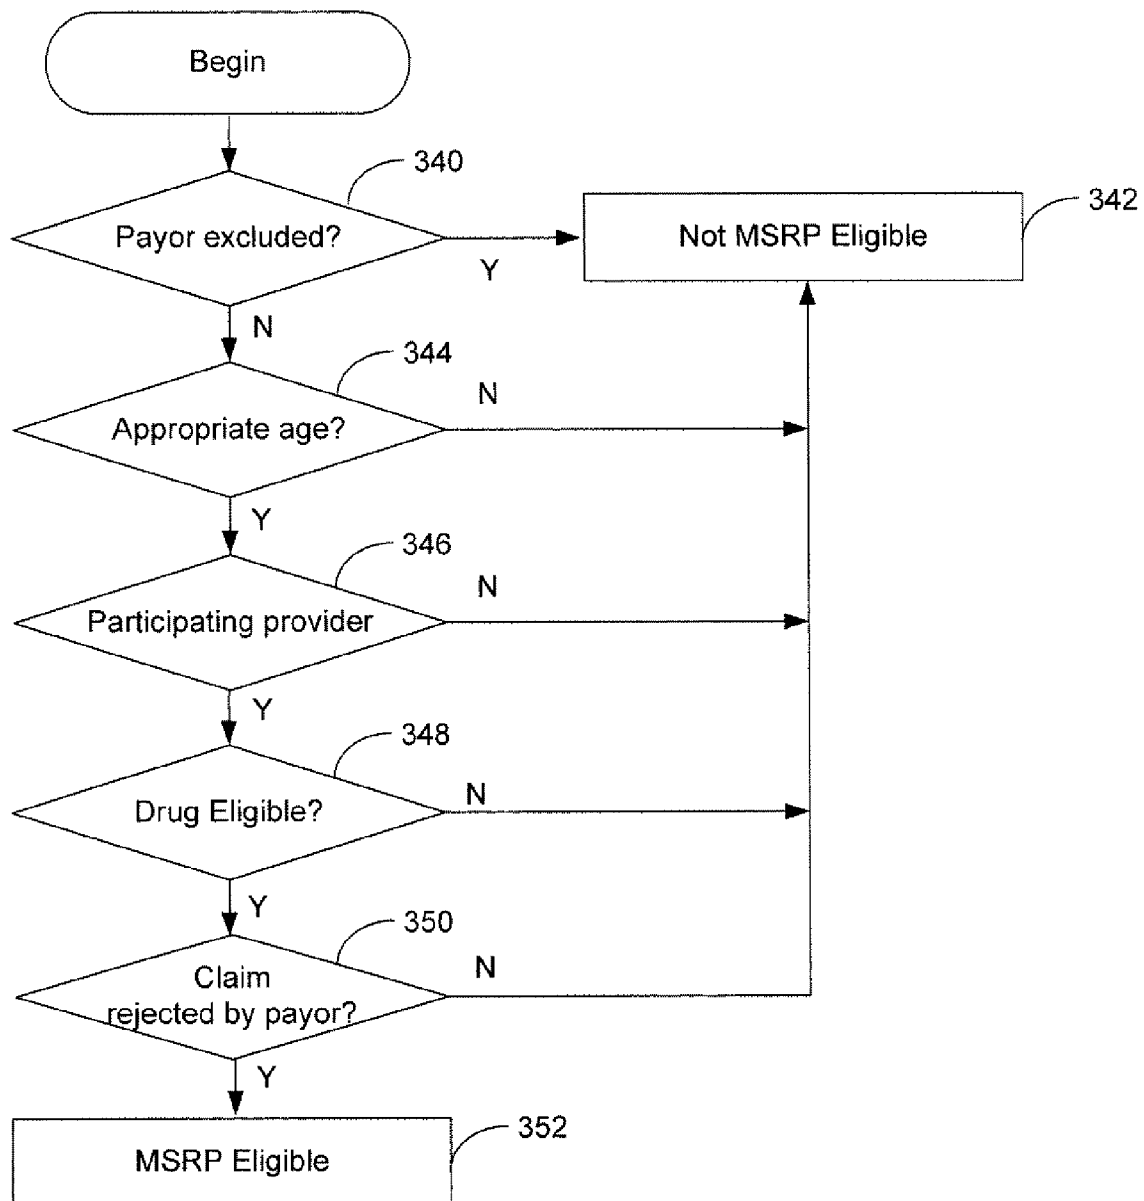 Begin
340
Payor excluded?
Y
Not MSRP Eligible
342
N
344
Appropriate age?
N
Y
346
Participating provider
N
Y
348
Drug Eligible?
N
Y
350
Claim
rejected by payor?
N
Y
352
MSRP Eligible